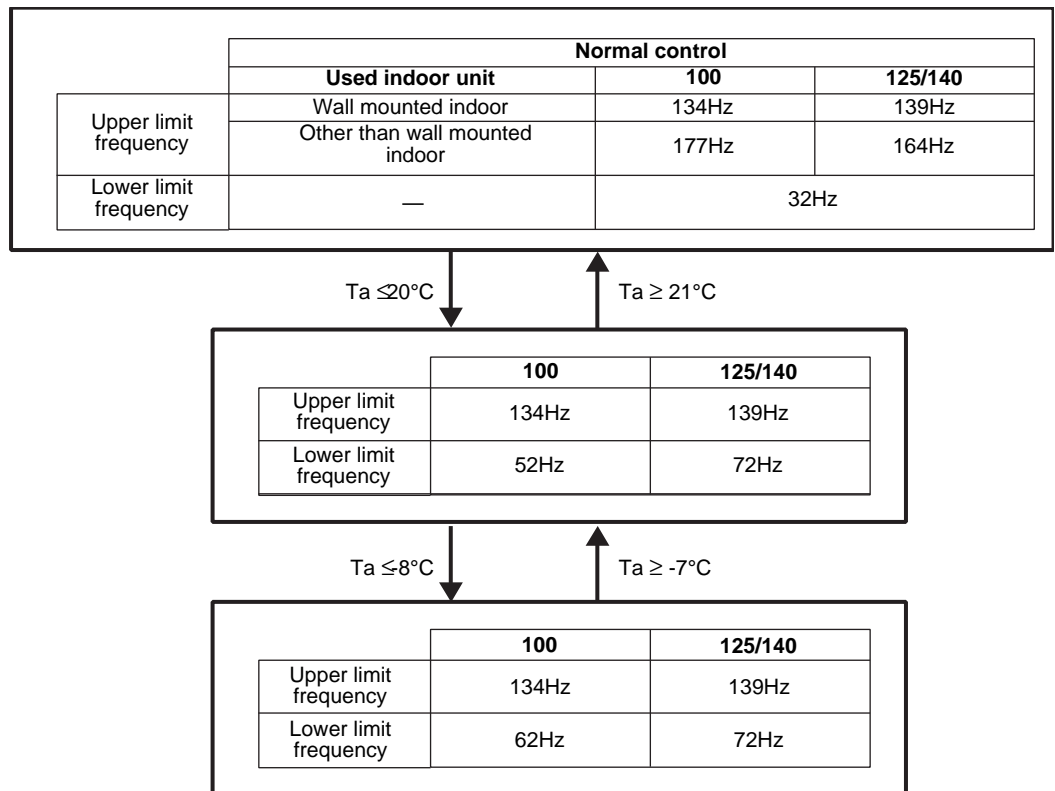 Normal control
Used indoor unit 100 125/140
Upper limit frequency Wall mounted indoor 134Hz 139Hz
Other than wall mounted indoor 177Hz 164Hz
Lower limit frequency — 32Hz
Ta ≤20°C Ta ≥ 21°C
100 125/140
Upper limit frequency 134Hz 139Hz
Lower limit frequency 52Hz 72Hz
Ta ≤-8°C Ta ≥ -7°C
100 125/140
Upper limit frequency 134Hz 139Hz
Lower limit frequency 62Hz 72Hz